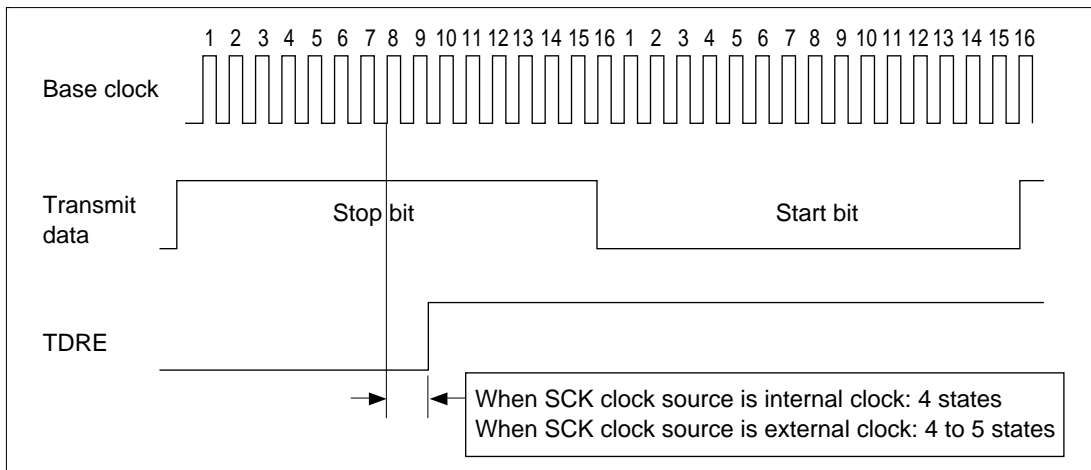 1 2 3 4 5 6 7 8 9 10 11 12 13 14 15 16 1 2 3 4 5 6 7 8 9 10 11 12 13 14 15 16
Base clock
Transmit
data
Stop bit
Start bit
TDRE
When SCK clock source is internal clock: 4 states
When SCK clock source is external clock: 4 to 5 states